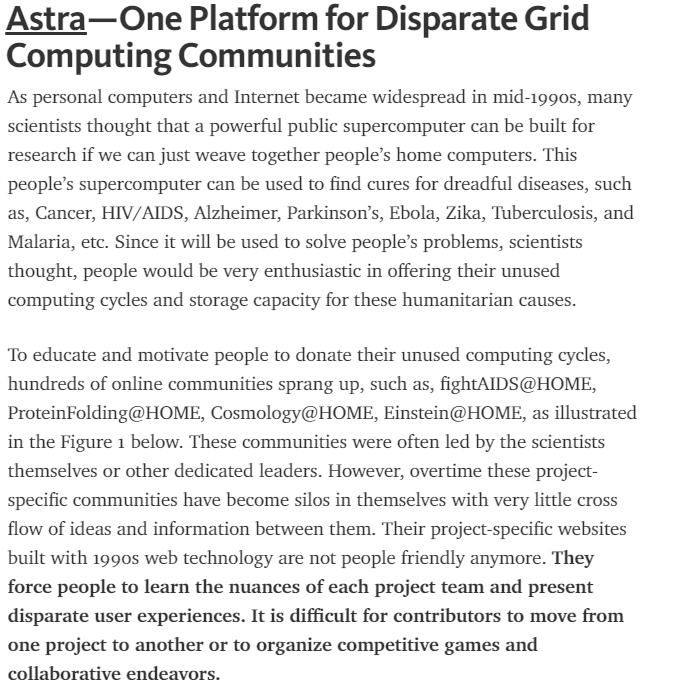 Astra—One Platform for Disparate Grid
Computing Communities
As personal computers and Internet became widespread in mid-1990s, many
scientists thought that a powerful public supercomputer can be built for
research if we can just weave together people’s home computers. This
people’s supercomputer can be used to find cures for dreadful diseases, such
as, Cancer, HIV/AIDS, Alzheimer, Parkinson’s, Ebola, Zika, Tuberculosis, and
Malaria, etc. Since it will be used to solve people’s problems, scientists
thought, people would be very enthusiastic in offering their unused
computing cycles and storage capacity for these humanitarian causes.
To educate and motivate people to donate their unused computing cycles,
hundreds of online communities sprang up, such as, fightAIDS@HOME,
ProteinFolding@HOME, Cosmology@HOME, Einstein@HOME, as illustrated
in the Figure 1 below. These communities were often led by the scientists
themselves or other dedicated leaders. However, overtime these project-
specific communities have become silos in themselves with very little cross
flow of ideas and information between them. Their project-specific websites
built with 1990s web technology are not people friendly anymore. They
force people to learn the nuances of each project team and present
disparate user experiences. It is difficult for contributors to move from
one project to another or to organize competitive games and
collaborative endeavors.